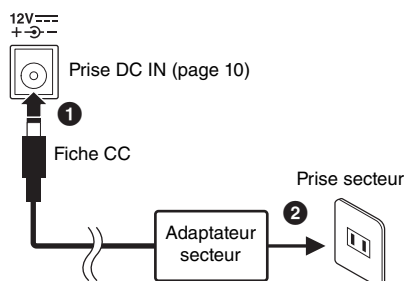 12V
+ -
Prise DC IN (page 10)
1
Fiche CC
Prise secteur
2
Adaptateur
secteur